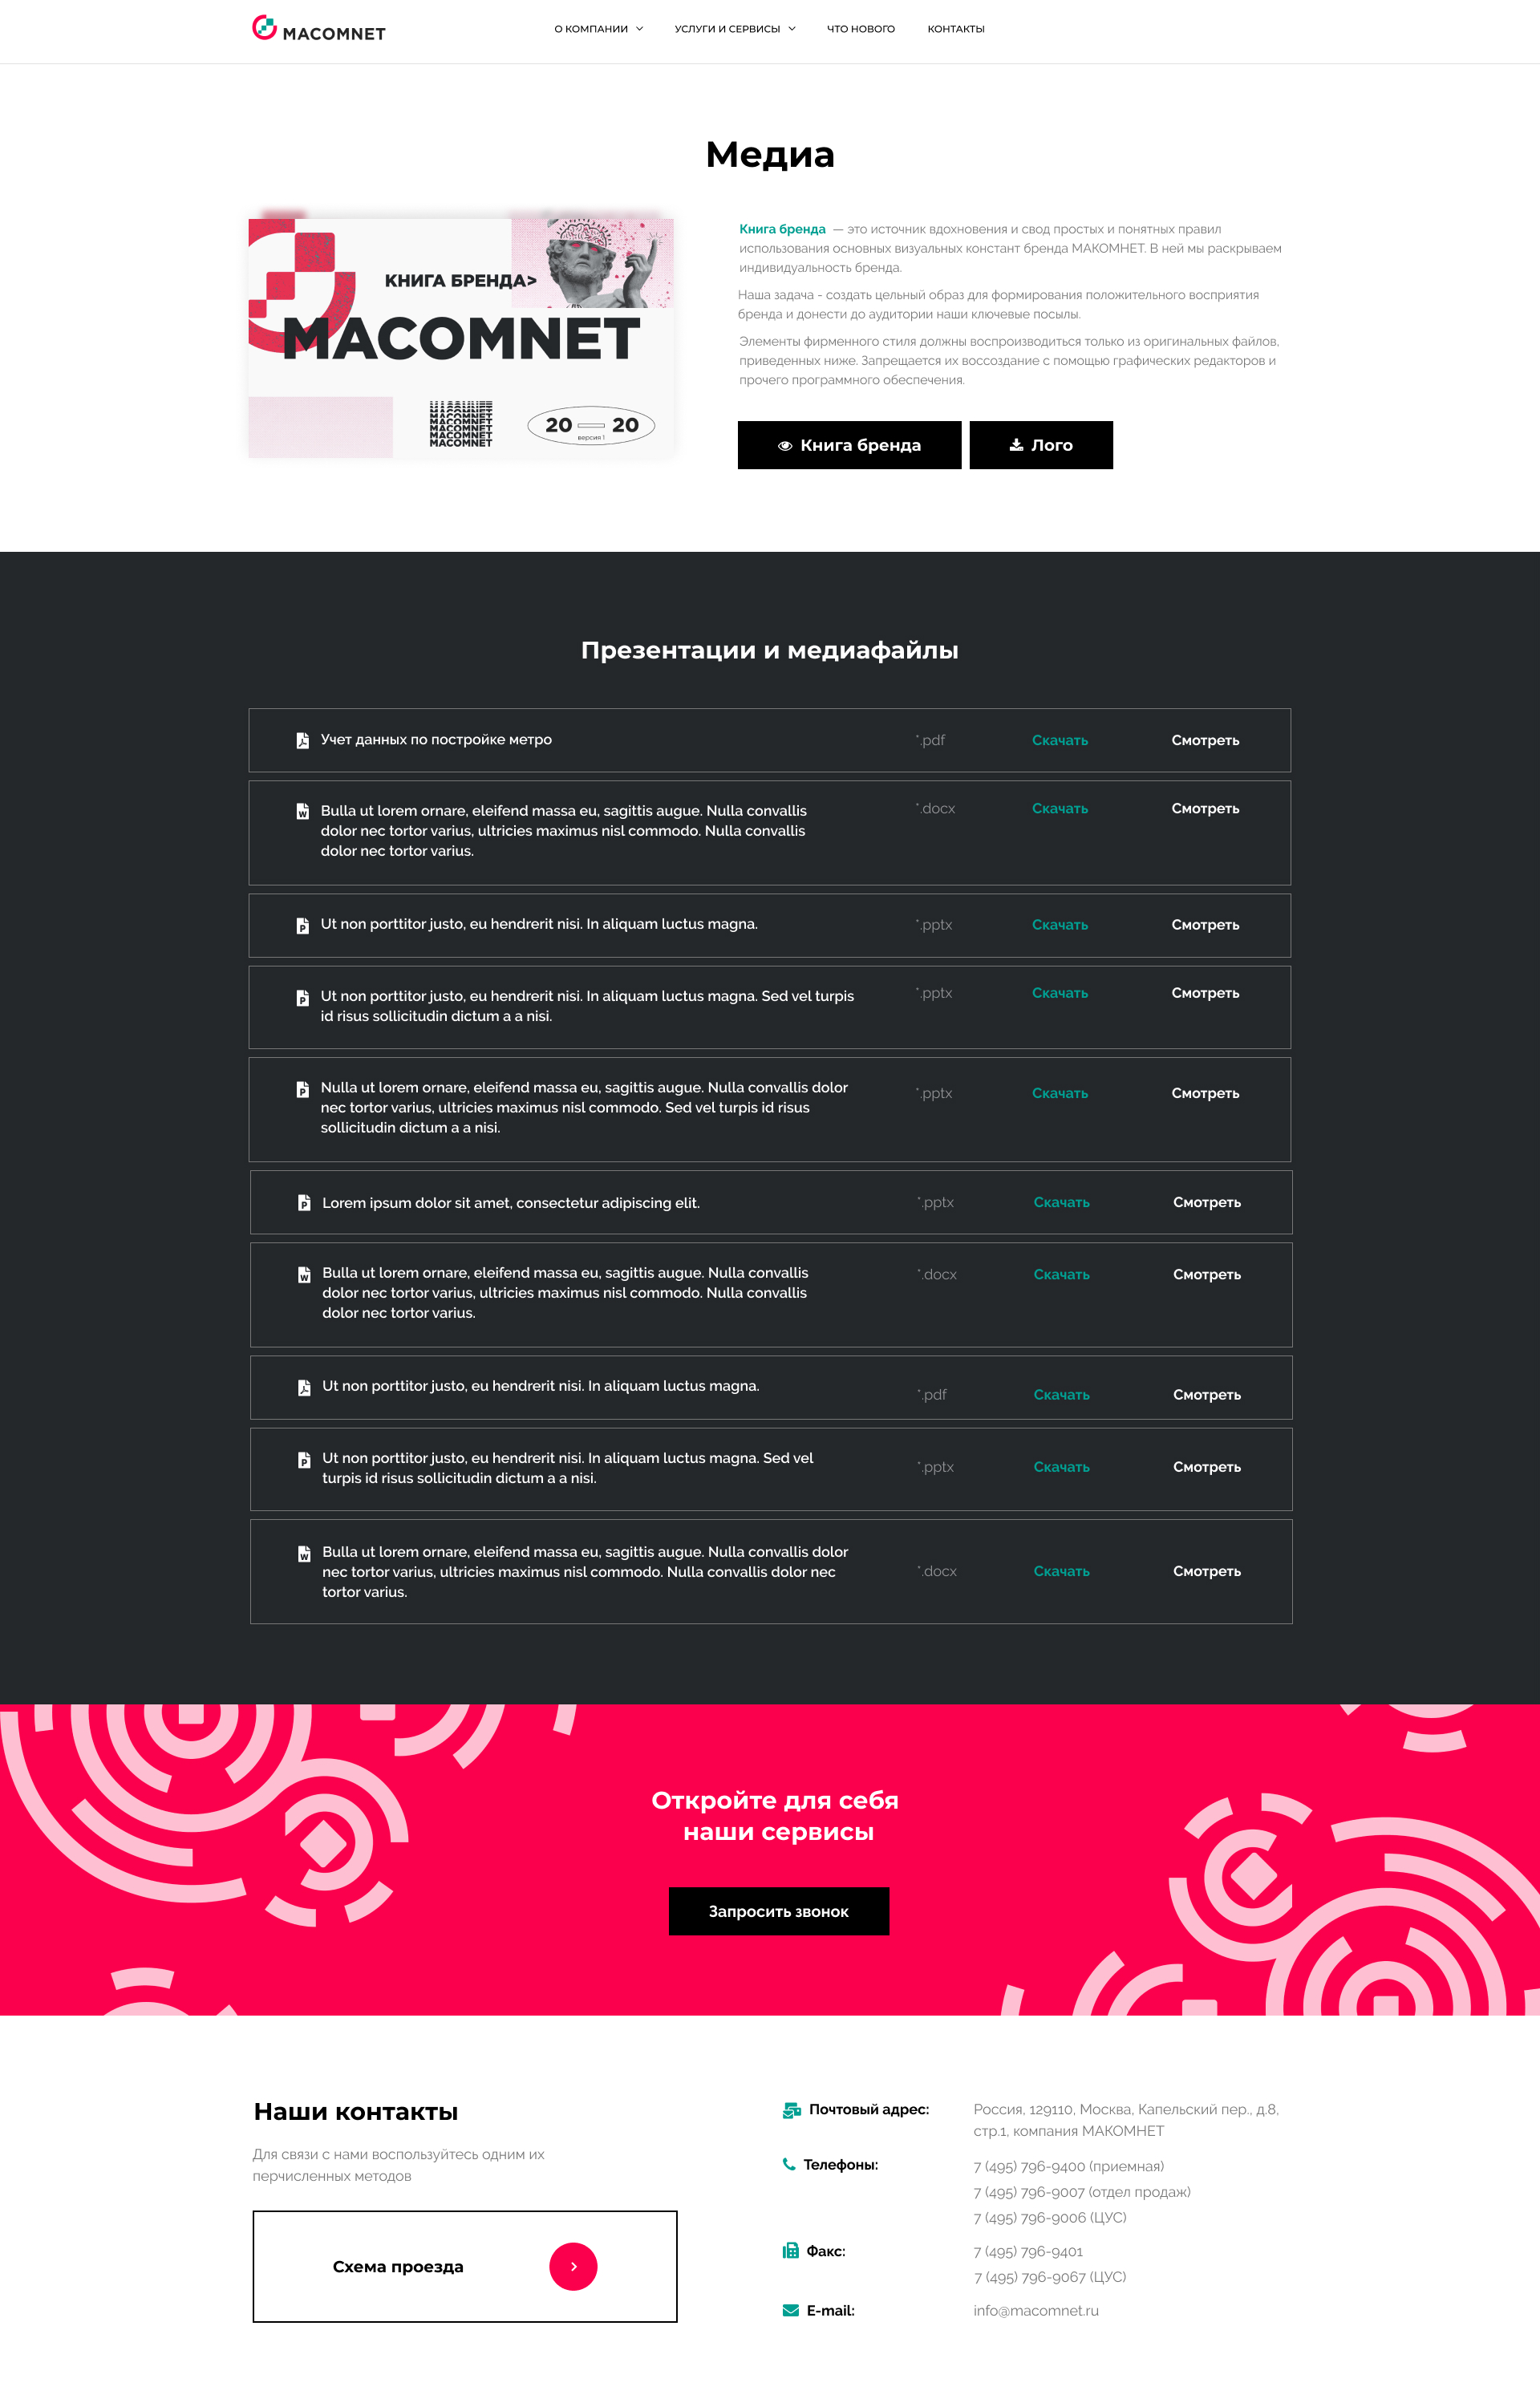 MACOMNET
О КОМПАНИИ
УСЛУГИ И СЕРВИСЫ
ЧТО НОВОГО
КОНТАКТЫ
Медиа
КНИГА БРЕНДА>
MACOMNET
MACOMNET
MACOMNET
MACOMNET
20 20
версия 1
Книга бренда — это источник вдохновения и свод простых и понятных правил
использования основных визуальных констант бренда МАКОМНЕТ. В ней мы раскрываем
индивидуальность бренда.
Наша задача - создать цельный образ для формирования положительного восприятия
бренда и донести до аудитории наши ключевые посылы.
Элементы фирменного стиля должны воспроизводиться только из оригинальных файлов,
приведенных ниже. Запрещается их воссоздание с помощью графических редакторов и
прочего программного обеспечения.
Книга бренда
Лого
Презентации и медиафайлы
Учет данных по постройке метро *.pdf Скачать Смотреть
Bulla ut lorem ornare, eleifend massa eu, sagittis augue. Nulla convallis *.docx Скачать Смотреть
dolor nec tortor varius, ultricies maximus nisl commodo. Nulla convallis
dolor nec tortor varius.
Ut non porttitor justo, eu hendrerit nisi. In aliquam luctus magna. *.pptx Скачать Смотреть
Ut non porttitor justo, eu hendrerit nisi. In aliquam luctus magna. Sed vel turpis *.pptx Скачать Смотреть
id risus sollicitudin dictum a a nisi.
Nulla ut lorem ornare, eleifend massa eu, sagittis augue. Nulla convallis dolor *.pptx Скачать Смотреть
nec tortor varius, ultricies maximus nisl commodo. Sed vel turpis id risus
sollicitudin dictum a a nisi.
Lorem ipsum dolor sit amet, consectetur adipiscing elit. *.pptx Скачать Смотреть
Bulla ut lorem ornare, eleifend massa eu, sagittis augue. Nulla convallis *.docx Скачать Смотреть
dolor nec tortor varius, ultricies maximus nisl commodo. Nulla convallis
dolor nec tortor varius.
Ut non porttitor justo, eu hendrerit nisi. In aliquam luctus magna. *.pdf Скачать Смотреть
Ut non porttitor justo, eu hendrerit nisi. In aliquam luctus magna. Sed vel *.pptx Скачать Смотреть
turpis id risus sollicitudin dictum a a nisi.
Bulla ut lorem ornare, eleifend massa eu, sagittis augue. Nulla convallis dolor *.docx Скачать Смотреть
nec tortor varius, ultricies maximus nisl commodo. Nulla convallis dolor nec
tortor varius.
Откройте для себя
наши сервисы
Запросить звонок
Наши контакты
Для связи с нами воспользуйтесь одним их
перчисленных методов
Схема проезда
Почтовый адрес: Россия, 129110, Москва, Капельский пер., д.8,
стр.1, компания МАКОМНЕТ
Телефоны: 7 (495) 796-9400 (приемная)
7 (495) 796-9007 (отдел продаж)
7 (495) 796-9006 (ЦУС)
Факс: 7 (495) 796-9401
7 (495) 796-9067 (ЦУС)
E-mail: info@macomnet.ru